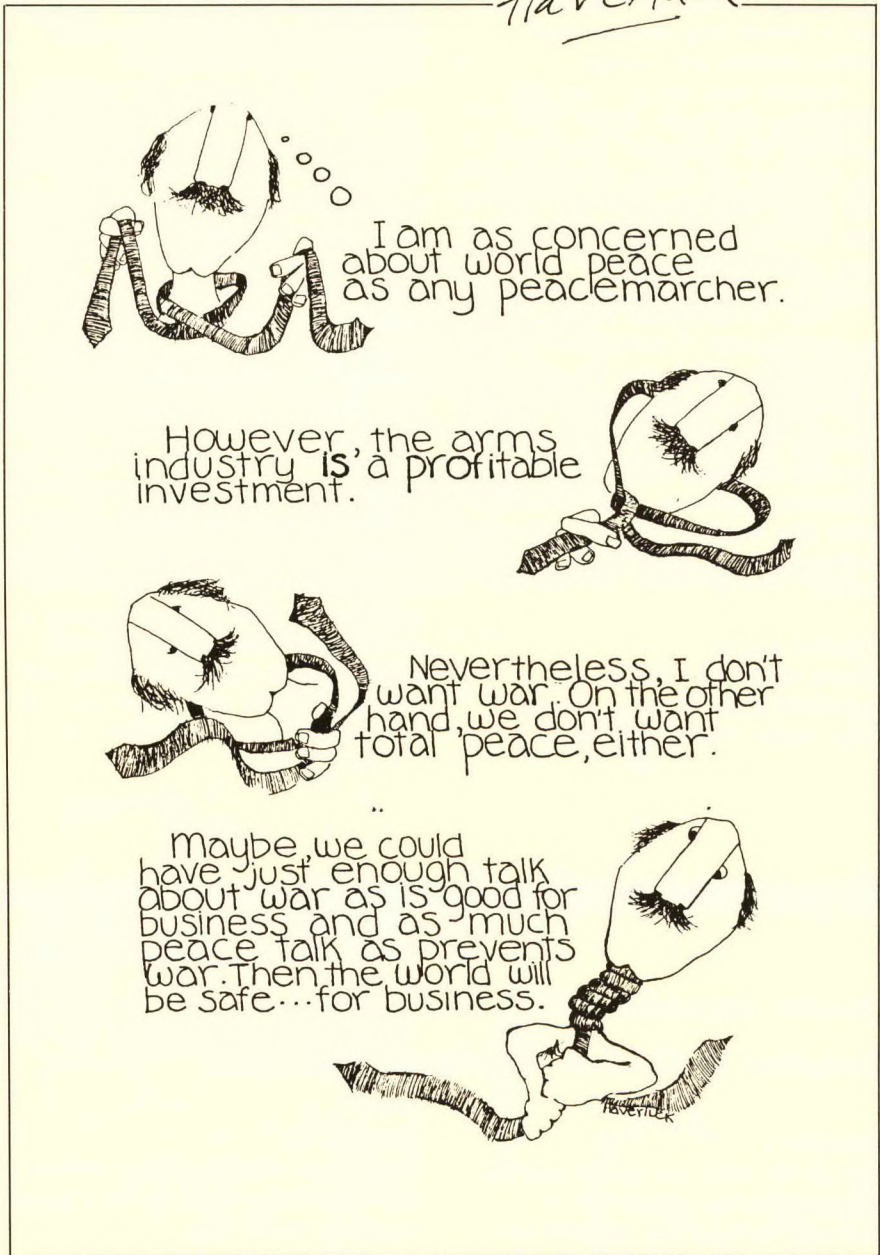 I am as concerned
about world peace
as any peacemarcher.
However, the arms
industry is a profitable
investment.
Nevertheless, I don't
want war. On the other
hand, we don't want
total peace, either.
Maybe, we could
have just enough talk
about war as is good for
business and as much
peace talk as prevents
war. Then the world will
be safe...for business.
Haverluck